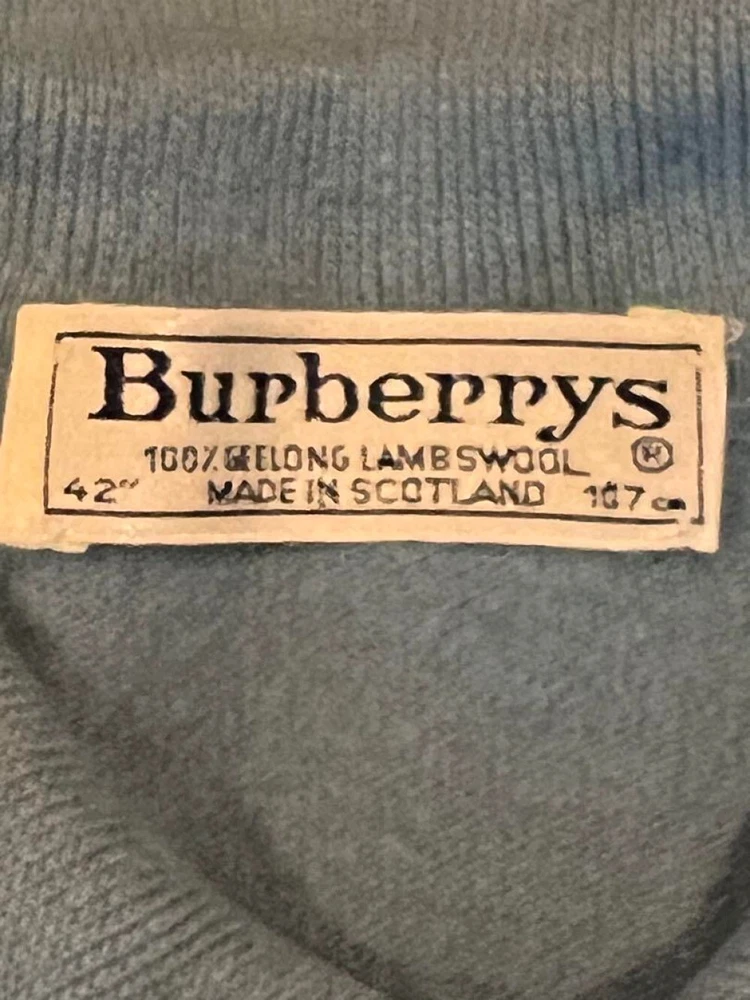 Burberrys
100% GEELONG LAMBSWOOL ®
42" MADE IN SCOTLAND 107 cm